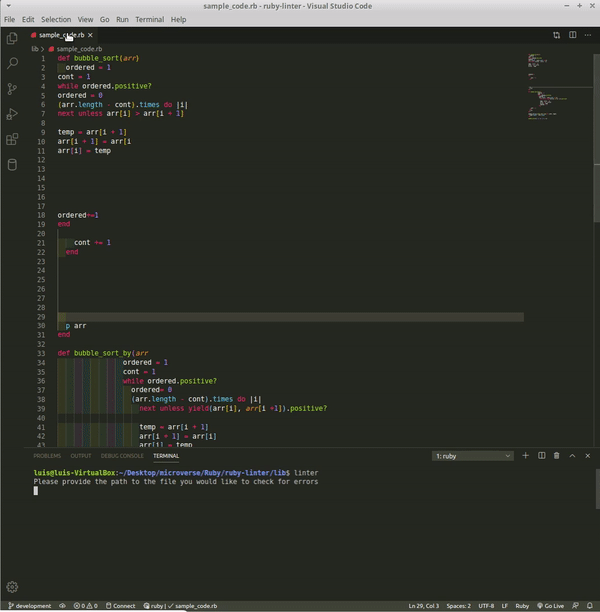 sample_code.rb - ruby-linter - Visual Studio Code
File Edit Selection View Go Run Terminal Help
sample_code.rb
lib > sample_code.rb
1 def bubble_sort(arr)
2 ordered = 1
3 cont = 1
4 while ordered.positive?
5 ordered = 0
6 (arr.length - cont).times do |i|
7 next unless arr[i] > arr[i + 1]
8
9 temp = arr[i + 1]
10 arr[i + 1] = arr[i
11 arr[i] = temp
12
13
14
15
16
17
18 ordered+=1
19 end
20
21 cont += 1
22 end
23
24
25
26
27
28
29
30 p arr
31 end
32
33 def bubble_sort_by(arr
34 ordered = 1
35 cont = 1
36 while ordered.positive?
37 ordered= 0
38 (arr.length - cont).times do |i|
39 next unless yield(arr[i], arr[i +1]).positive?
40
41 temp = arr[i + 1]
42 arr[i + 1] = arr[i]
43 arr[i] = temp
PROBLEMS OUTPUT DEBUG CONSOLE TERMINAL 1: ruby
luis@luis-VirtualBox:~/Desktop/microverse/Ruby/ruby-linter/lib$ linter
Please provide the path to the file you would like to check for errors
development 0 0 Connect ruby | ✓ sample_code.rb Ln 29, Col 3 Spaces: 2 UTF-8 LF Ruby Go Live